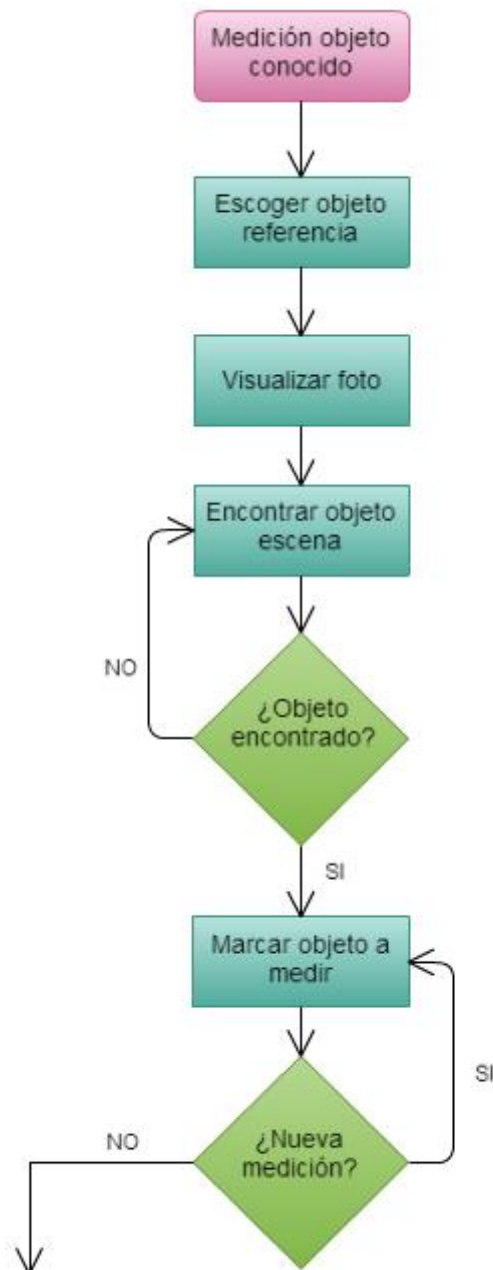 Medición objeto
conocido
Escoger objeto
referencia
Visualizar foto
Encontrar objeto
escena
NO
¿Objeto
encontrado?
SI
Marcar objeto a
medir
SI
NO
¿Nueva
medición?